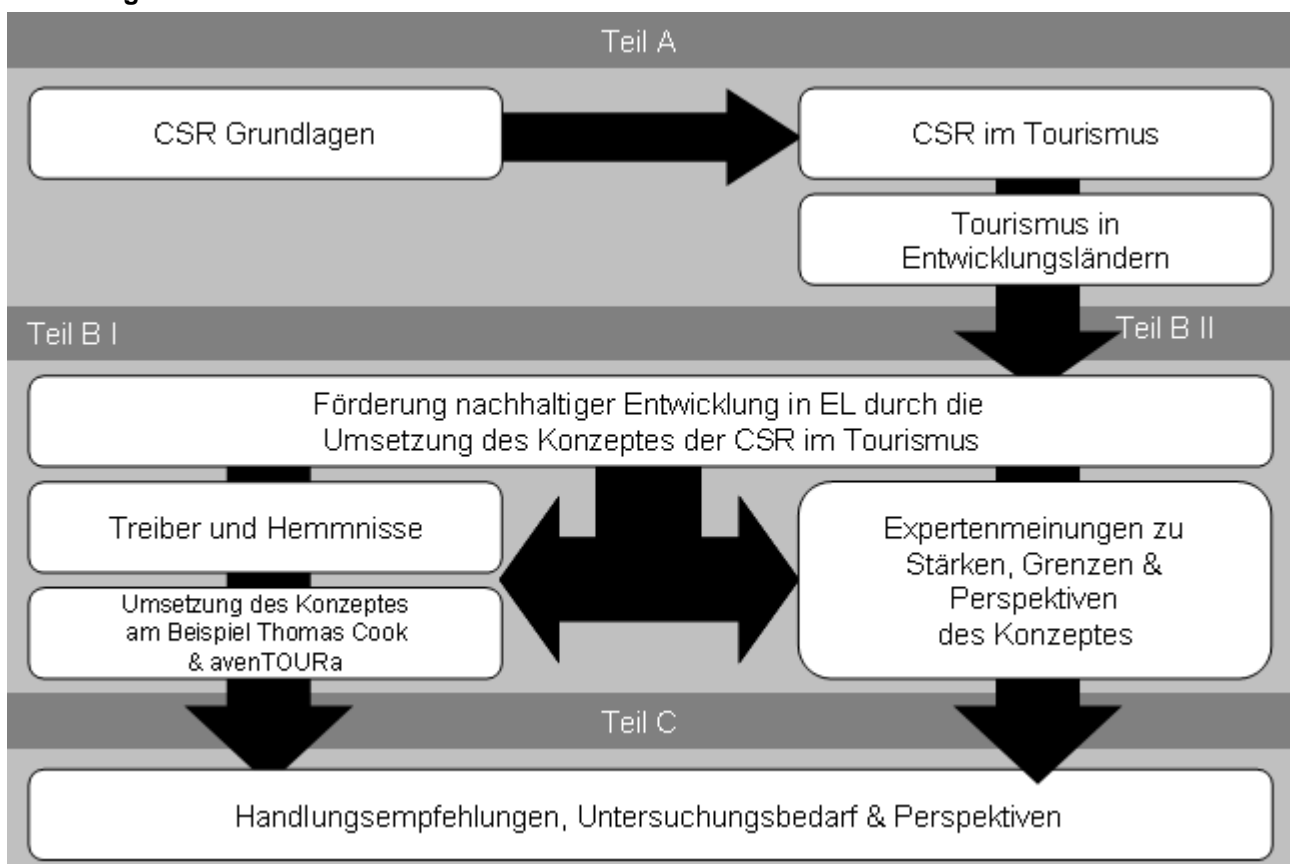 Teil A
CSR Grundlagen
CSR im Tourismus
Tourismus in
Entwicklungsländern
Teil B I
Teil B II
Förderung nachhaltiger Entwicklung in EL durch die
Umsetzung des Konzeptes der CSR im Tourismus
Treiber und Hemmnisse
Umsetzung des Konzeptes
am Beispiel Thomas Cook
& avenTOURa
Expertenmeinungen zu
Stärken, Grenzen &
Perspektiven
des Konzeptes
Teil C
Handlungsempfehlungen, Untersuchungsbedarf & Perspektiven